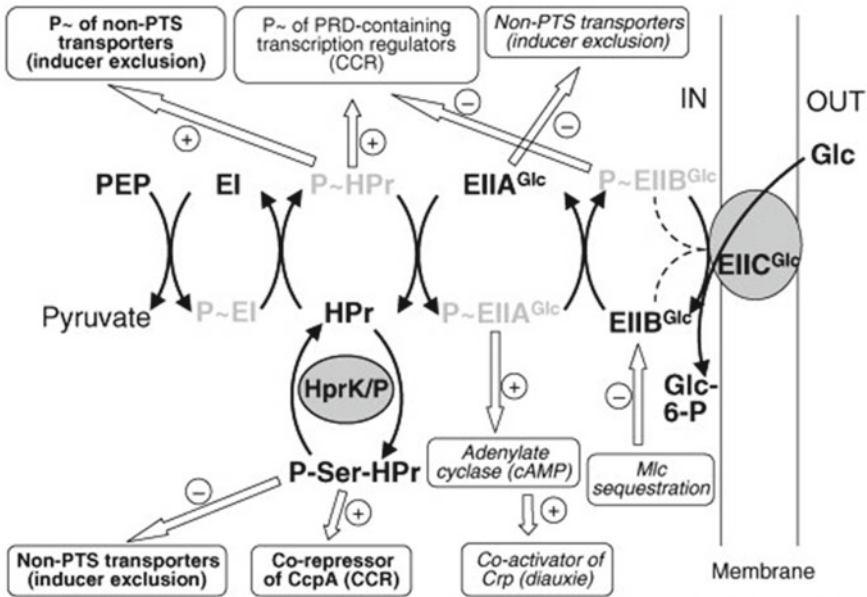 P~ of non-PTS
transporters
(inducer exclusion)
P~ of PRD-containing
transcription regulators
(CCR)
Non-PTS transporters
(inducer exclusion)
IN
OUT
+
+
−
−
Glc
PEP
EI
P~HPr
EIIAGlc
P~EIIBGlc
EIICGlc
Pyruvate
P~EI
HPr
P~EIIAGlc
EIIBGlc
Glc-
6-P
HprK/P
+
−
P-Ser-HPr
Adenylate
cyclase (cAMP)
Mlc
sequestration
−
+
+
Non-PTS transporters
(inducer exclusion)
Co-repressor
of CcpA (CCR)
Co-activator of
Crp (diauxie)
Membrane